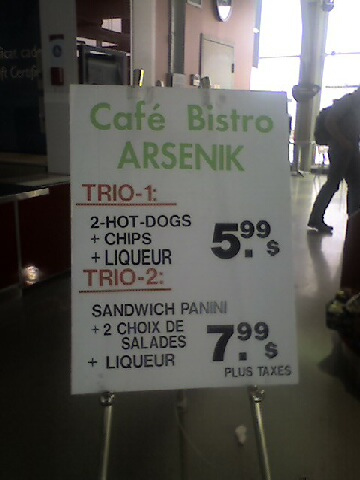 Café Bistro
ARSENIK
TRIO-1:
2-HOT-DOGS
+ CHIPS
+ LIQUEUR
5.99 $
TRIO-2:
SANDWICH PANINI
+ 2 CHOIX DE
SALADES
+ LIQUEUR
7.99 $
PLUS TAXES